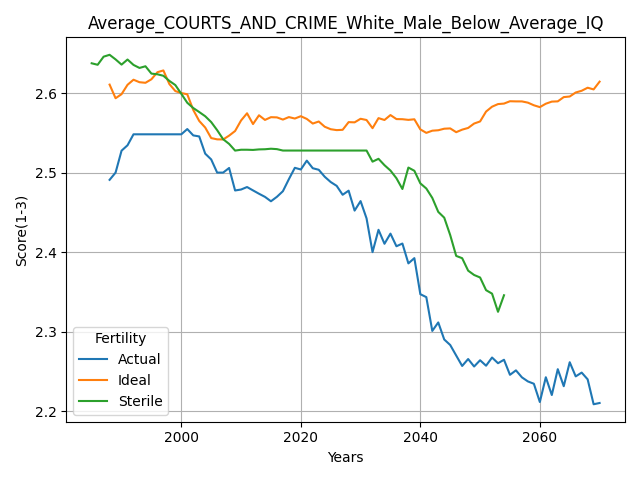 Average_COURTS_AND_CRIME_White_Male_Below_Average_IQ
Score(1-3)
2.6
2.5
2.4
2.3
2.2
Fertility
Actual
Ideal
Sterile
2000
2020
2040
2060
Years